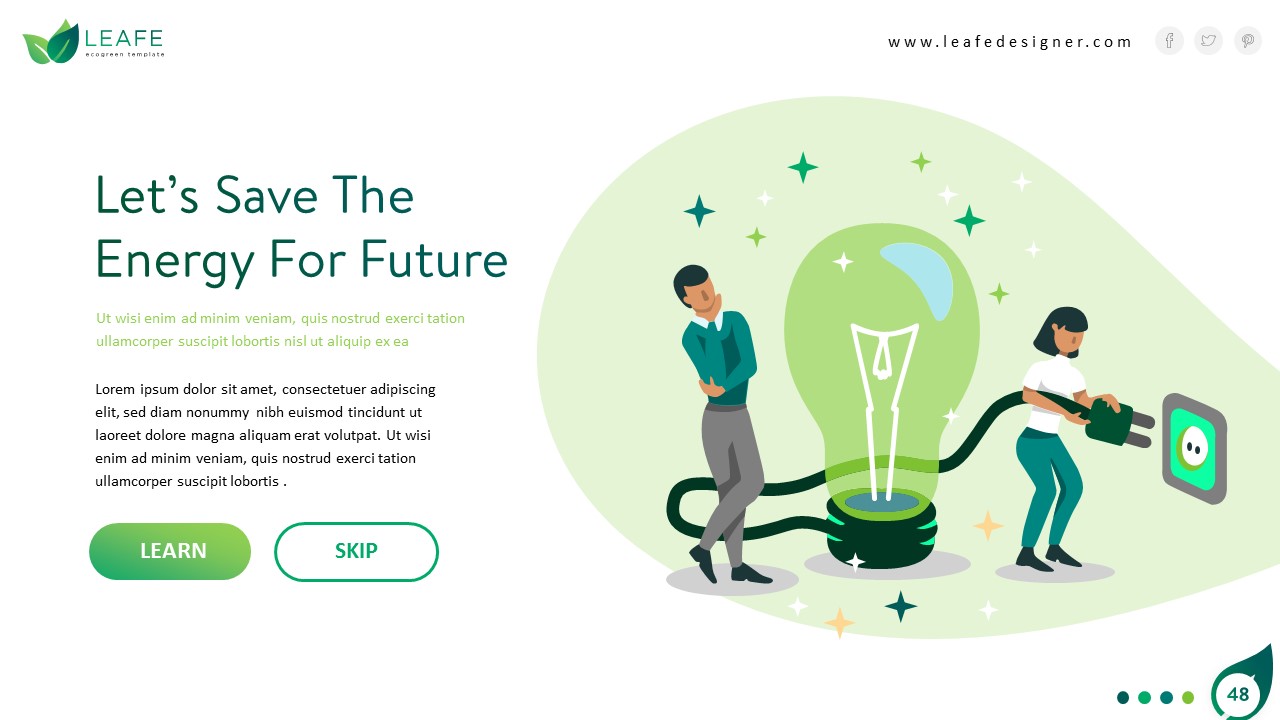 LEAFE
ecogreen template
www.leafedesigner.com
Let’s Save The
Energy For Future
Ut wisi enim ad minim veniam, quis nostrud exerci tation
ullamcorper suscipit lobortis nisl ut aliquip ex ea
Lorem ipsum dolor sit amet, consectetuer adipiscing
elit, sed diam nonummy nibh euismod tincidunt ut
laoreet dolore magna aliquam erat volutpat. Ut wisi
enim ad minim veniam, quis nostrud exerci tation
ullamcorper suscipit lobortis .
LEARN
SKIP
48